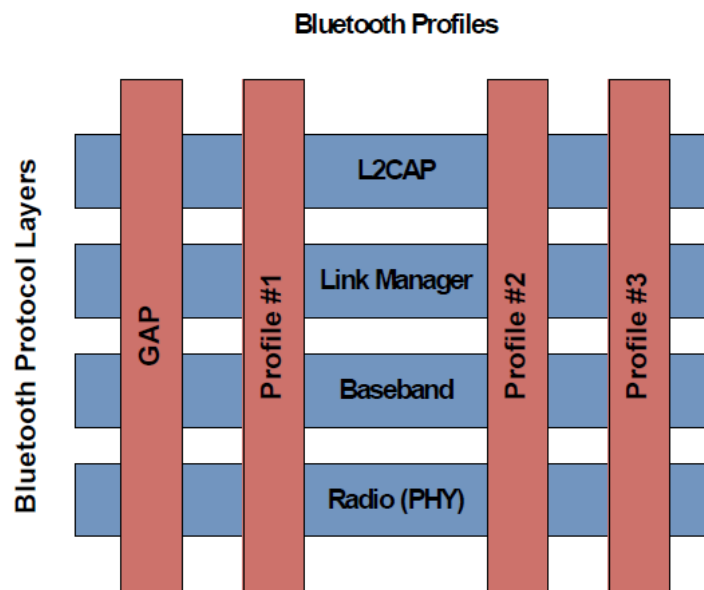 Bluetooth Profiles
Bluetooth Protocol Layers
L2CAP
Link Manager
Baseband
Radio (PHY)
GAP
Profile #1
Profile #2
Profile #3